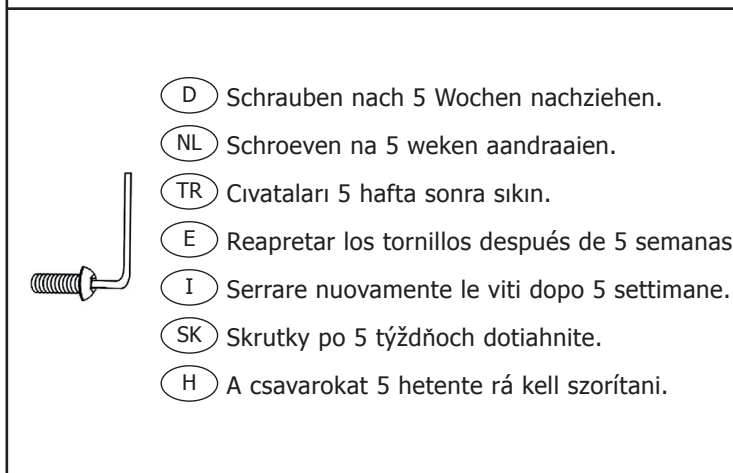 D Schrauben nach 5 Wochen nachziehen.
NL Schroeven na 5 weken aandraaien.
TR Cıvataları 5 hafta sonra sıkın.
E Reapretar los tornillos después de 5 semanas
I Serrare nuovamente le viti dopo 5 settimane.
SK Skrutky po 5 týždňoch dotiahnite.
H A csavarokat 5 hetente rá kell szorítani.